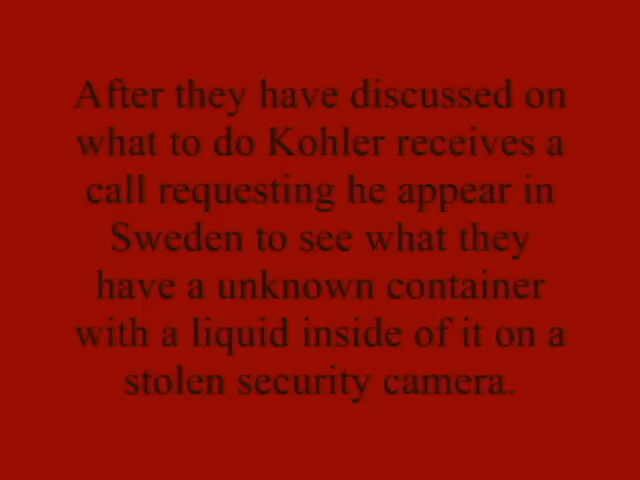 After they have discussed on
what to do Kohler receives a
call requesting he appear in
Sweden to see what they
have a unknown container
with a liquid inside of it on a
stolen security camera.